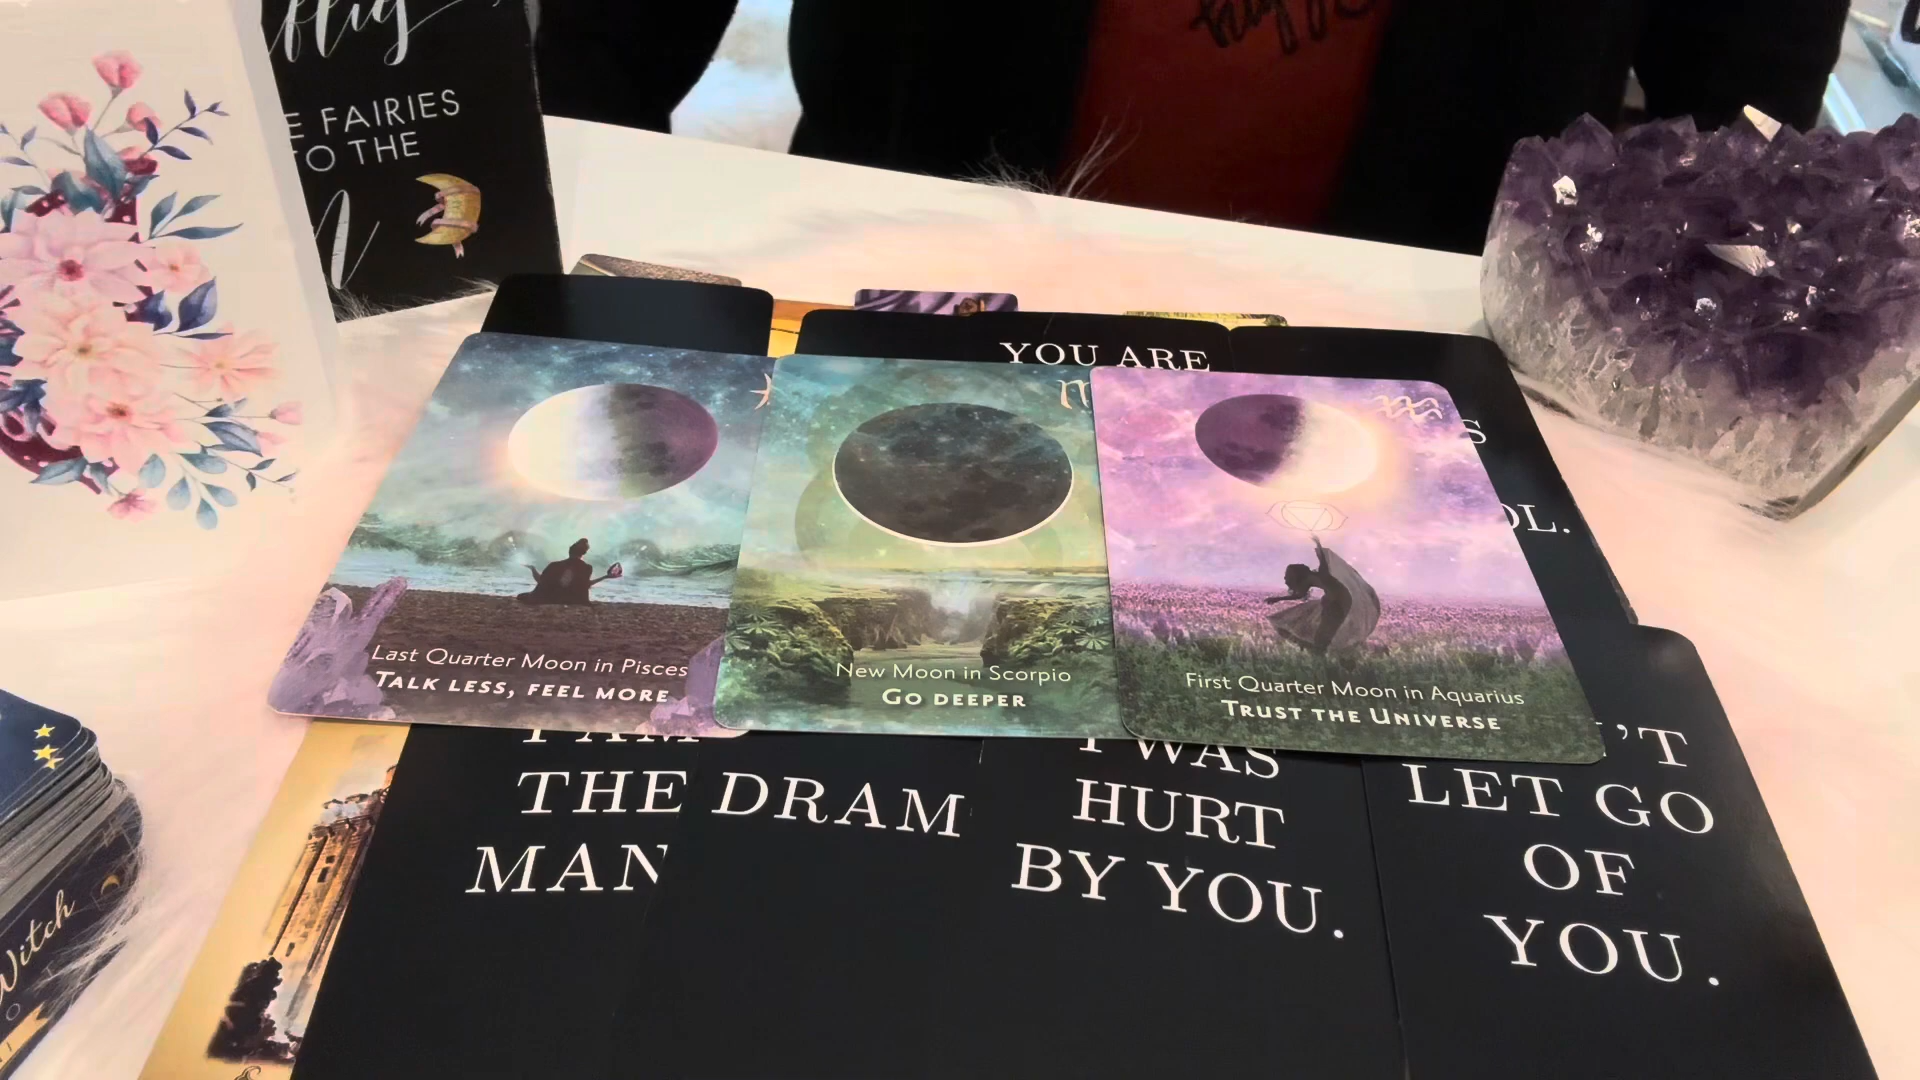 FAIRIES
TO THE
YOU ARE
Last Quarter Moon in Pisces
TALK LESS, FEEL MORE
New Moon in Scorpio
GO DEEPER
First Quarter Moon in Aquarius
TRUST THE UNIVERSE
I AM
THE
MAN
DRAM
I WAS
HURT
BY YOU.
'T
LET GO
OF
YOU.
Witch